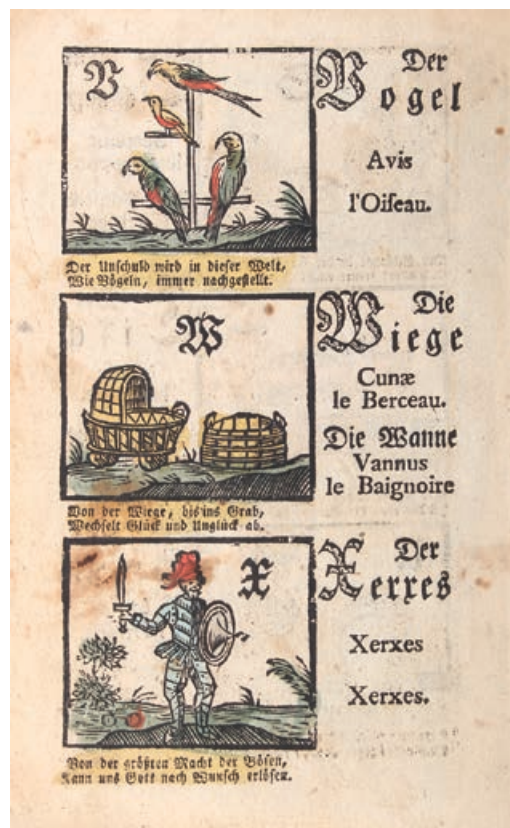 V
Der
Vogel
Avis
l'Oiſeau.
Der Unſchuld wird in dieſer Welt,
Wie Vögeln, immer nachgeſtellt.
W
Die
Wiege
Cunæ
le Berceau.
Die Wanne
Vannus
le Baignoire
Von der Wiege, bis ins Grab,
Wechſelt Glück und Unglück ab.
X
Der
Xerxes
Xerxes
Xerxes.
Von der größten Macht der Böſen,
Kann uns Gott nach Wunſch erlöſen.